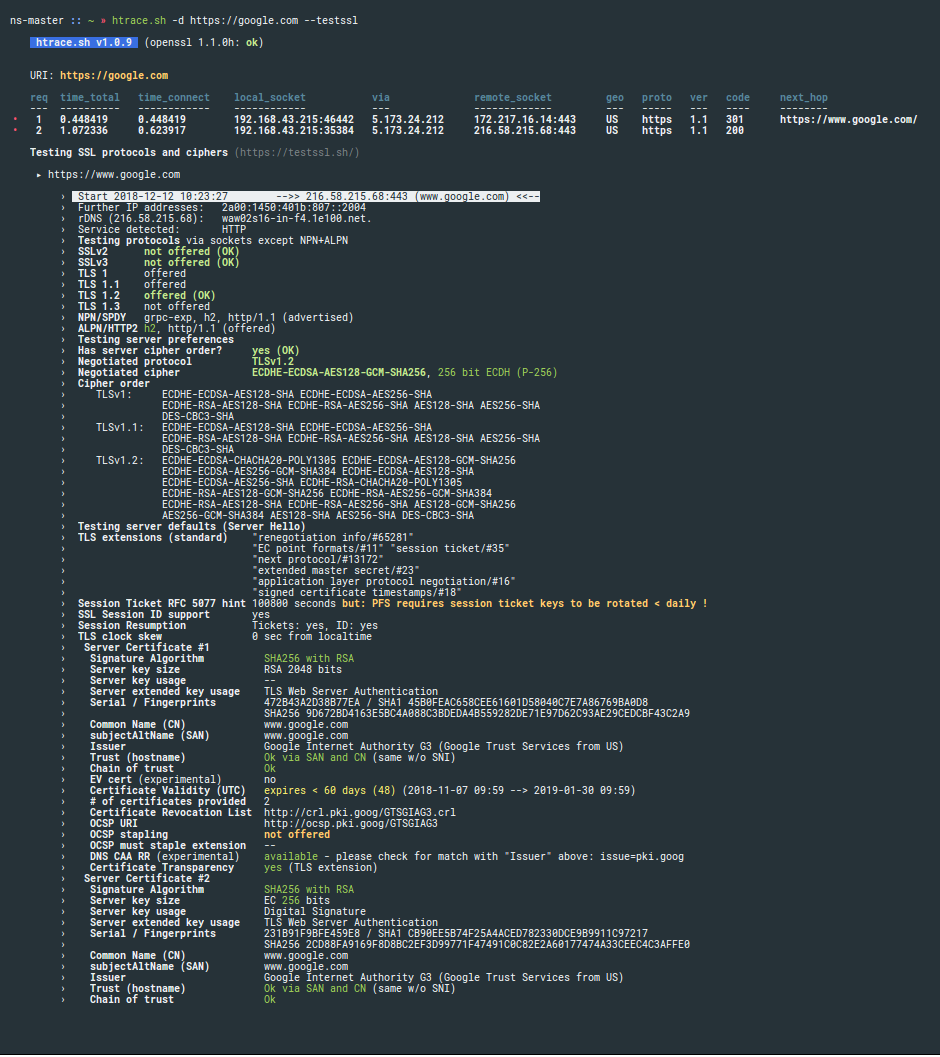 ns-master :: ~ » htrace.sh -d https://google.com --testssl
htrace.sh v1.0.9 (openssl 1.1.0h: ok)
URI: https://google.com
req time_total time_connect local_socket via remote_socket geo proto ver code next_hop
--- ---------- ------------ ------------ --- ------------- --- ----- --- ---- --------
• 1 0.448419 0.448419 192.168.43.215:46442 5.173.24.212 172.217.16.14:443 US https 1.1 301 https://www.google.com/
• 2 1.072336 0.623917 192.168.43.215:35384 5.173.24.212 216.58.215.68:443 US https 1.1 200
Testing SSL protocols and ciphers (https://testssl.sh/)
▸ https://www.google.com
› Start 2018-12-12 10:23:27 -->> 216.58.215.68:443 (www.google.com) <<--
› Further IP addresses: 2a00:1450:401b:807::2004
› rDNS (216.58.215.68): waw02s16-in-f4.1e100.net.
› Service detected: HTTP
› Testing protocols via sockets except NPN+ALPN
› SSLv2 not offered (OK)
› SSLv3 not offered (OK)
› TLS 1 offered
› TLS 1.1 offered
› TLS 1.2 offered (OK)
› TLS 1.3 not offered
› NPN/SPDY grpc-exp, h2, http/1.1 (advertised)
› ALPN/HTTP2 h2, http/1.1 (offered)
› Testing server preferences
› Has server cipher order? yes (OK)
› Negotiated protocol TLSv1.2
› Negotiated cipher ECDHE-ECDSA-AES128-GCM-SHA256, 256 bit ECDH (P-256)
› Cipher order
› TLSv1: ECDHE-ECDSA-AES128-SHA ECDHE-ECDSA-AES256-SHA
› ECDHE-RSA-AES128-SHA ECDHE-RSA-AES256-SHA AES128-SHA AES256-SHA
› DES-CBC3-SHA
› TLSv1.1: ECDHE-ECDSA-AES128-SHA ECDHE-ECDSA-AES256-SHA
› ECDHE-RSA-AES128-SHA ECDHE-RSA-AES256-SHA AES128-SHA AES256-SHA
› DES-CBC3-SHA
› TLSv1.2: ECDHE-ECDSA-CHACHA20-POLY1305 ECDHE-ECDSA-AES128-GCM-SHA256
› ECDHE-ECDSA-AES256-GCM-SHA384 ECDHE-ECDSA-AES128-SHA
› ECDHE-ECDSA-AES256-SHA ECDHE-RSA-CHACHA20-POLY1305
› ECDHE-RSA-AES128-GCM-SHA256 ECDHE-RSA-AES256-GCM-SHA384
› ECDHE-RSA-AES128-SHA ECDHE-RSA-AES256-SHA AES128-GCM-SHA256
› AES256-GCM-SHA384 AES128-SHA AES256-SHA DES-CBC3-SHA
› Testing server defaults (Server Hello)
› TLS extensions (standard) "renegotiation info/#65281"
› "EC point formats/#11" "session ticket/#35"
› "next protocol/#13172"
› "extended master secret/#23"
› "application layer protocol negotiation/#16"
› "signed certificate timestamps/#18"
› Session Ticket RFC 5077 hint 100800 seconds but: PFS requires session ticket keys to be rotated < daily !
› SSL Session ID support yes
› Session Resumption Tickets: yes, ID: yes
› TLS clock skew 0 sec from localtime
› Server Certificate #1
› Signature Algorithm SHA256 with RSA
› Server key size RSA 2048 bits
› Server key usage --
› Server extended key usage TLS Web Server Authentication
› Serial / Fingerprints 472B43A2D38B77EA / SHA1 45B0FEAC658CEE61601D58040C7E7A86769BA0D8
› SHA256 9D672BD4163E5BC4A088C3BDEDA4B559282DE71E97D62C93AE29CEDCBF43C2A9
› Common Name (CN) www.google.com
› subjectAltName (SAN) www.google.com
› Issuer Google Internet Authority G3 (Google Trust Services from US)
› Trust (hostname) Ok via SAN and CN (same w/o SNI)
› Chain of trust Ok
› EV cert (experimental) no
› Certificate Validity (UTC) expires < 60 days (48) (2018-11-07 09:59 --> 2019-01-30 09:59)
› # of certificates provided 2
› Certificate Revocation List http://crl.pki.goog/GTSGIAG3.crl
› OCSP URI http://ocsp.pki.goog/GTSGIAG3
› OCSP stapling not offered
› OCSP must staple extension --
› DNS CAA RR (experimental) available - please check for match with "Issuer" above: issue=pki.goog
› Certificate Transparency yes (TLS extension)
› Server Certificate #2
› Signature Algorithm SHA256 with RSA
› Server key size EC 256 bits
› Server key usage Digital Signature
› Server extended key usage TLS Web Server Authentication
› Serial / Fingerprints 231B91F9BFE459E8 / SHA1 CB90EE5B74F25A4ACED782330DCE9B9911C97217
› SHA256 2CD88FA9169F8D8BC2EF3D99771F47491C0C82E2A60177474A33CEEC4C3AFFE0
› Common Name (CN) www.google.com
› subjectAltName (SAN) www.google.com
› Issuer Google Internet Authority G3 (Google Trust Services from US)
› Trust (hostname) Ok via SAN and CN (same w/o SNI)
› Chain of trust Ok